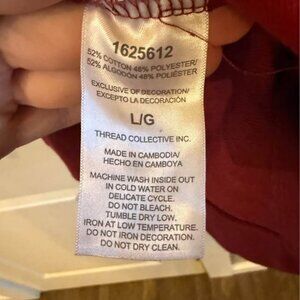 1625612
52% COTTON 48% POLYESTER/
52% ALGODÓN 48% POLIÉSTER
EXCLUSIVE OF DECORATION/
EXCEPTO LA DECORACIÓN
L/G
THREAD COLLECTIVE INC.
MADE IN CAMBODIA/
HECHO EN CAMBOYA
MACHINE WASH INSIDE OUT
IN COLD WATER ON
DELICATE CYCLE.
DO NOT BLEACH.
TUMBLE DRY LOW.
IRON AT LOW TEMPERATURE.
DO NOT IRON DECORATION.
DO NOT DRY CLEAN.